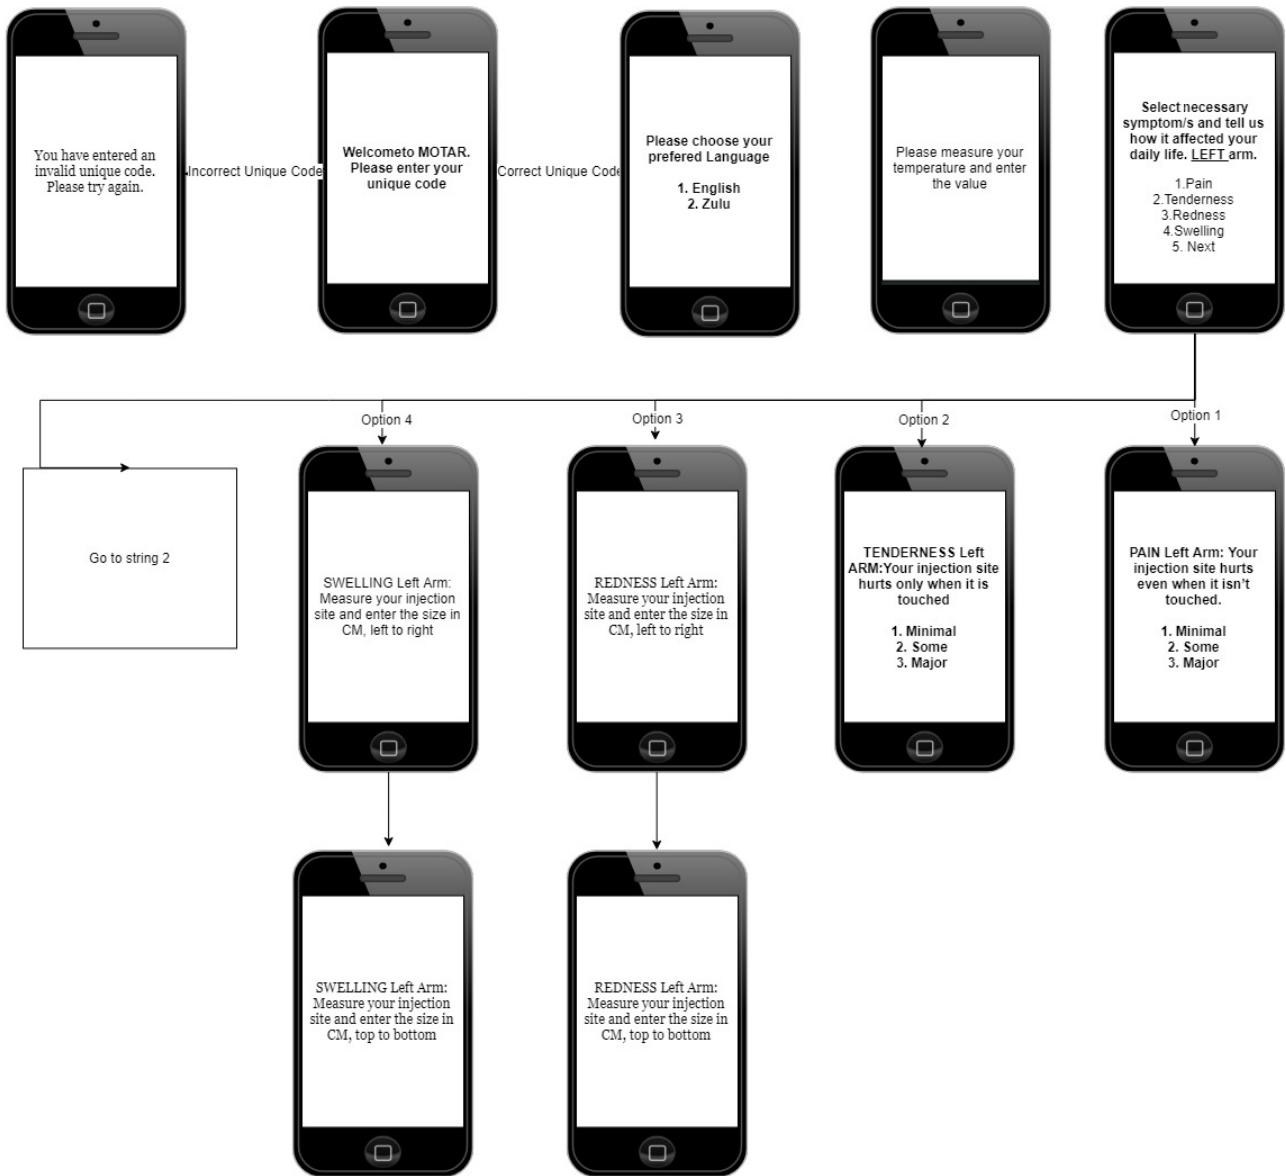 You have entered an
invalid unique code.
Please try again.
Incorrect Unique Code
Welcometo MOTAR.
Please enter your
unique code
Correct Unique Code
Please choose your
prefered Language
1. English
2. Zulu
Please measure your
temperature and enter
the value
Select necessary
symptom/s and tell us
how it affected your
daily life. LEFT arm.
1.Pain
2.Tenderness
3.Redness
4.Swelling
5. Next
Option 4
Option 3
Option 2
Option 1
Go to string 2
SWELLING Left Arm:
Measure your injection
site and enter the size in
CM, left to right
REDNESS Left Arm:
Measure your injection
site and enter the size in
CM, left to right
TENDERNESS Left
ARM:Your injection site
hurts only when it is
touched
1. Minimal
2. Some
3. Major
PAIN Left Arm: Your
injection site hurts
even when it isn't
touched.
1. Minimal
2. Some
3. Major
SWELLING Left Arm:
Measure your injection
site and enter the size in
CM, top to bottom
REDNESS Left Arm:
Measure your injection
site and enter the size in
CM, top to bottom